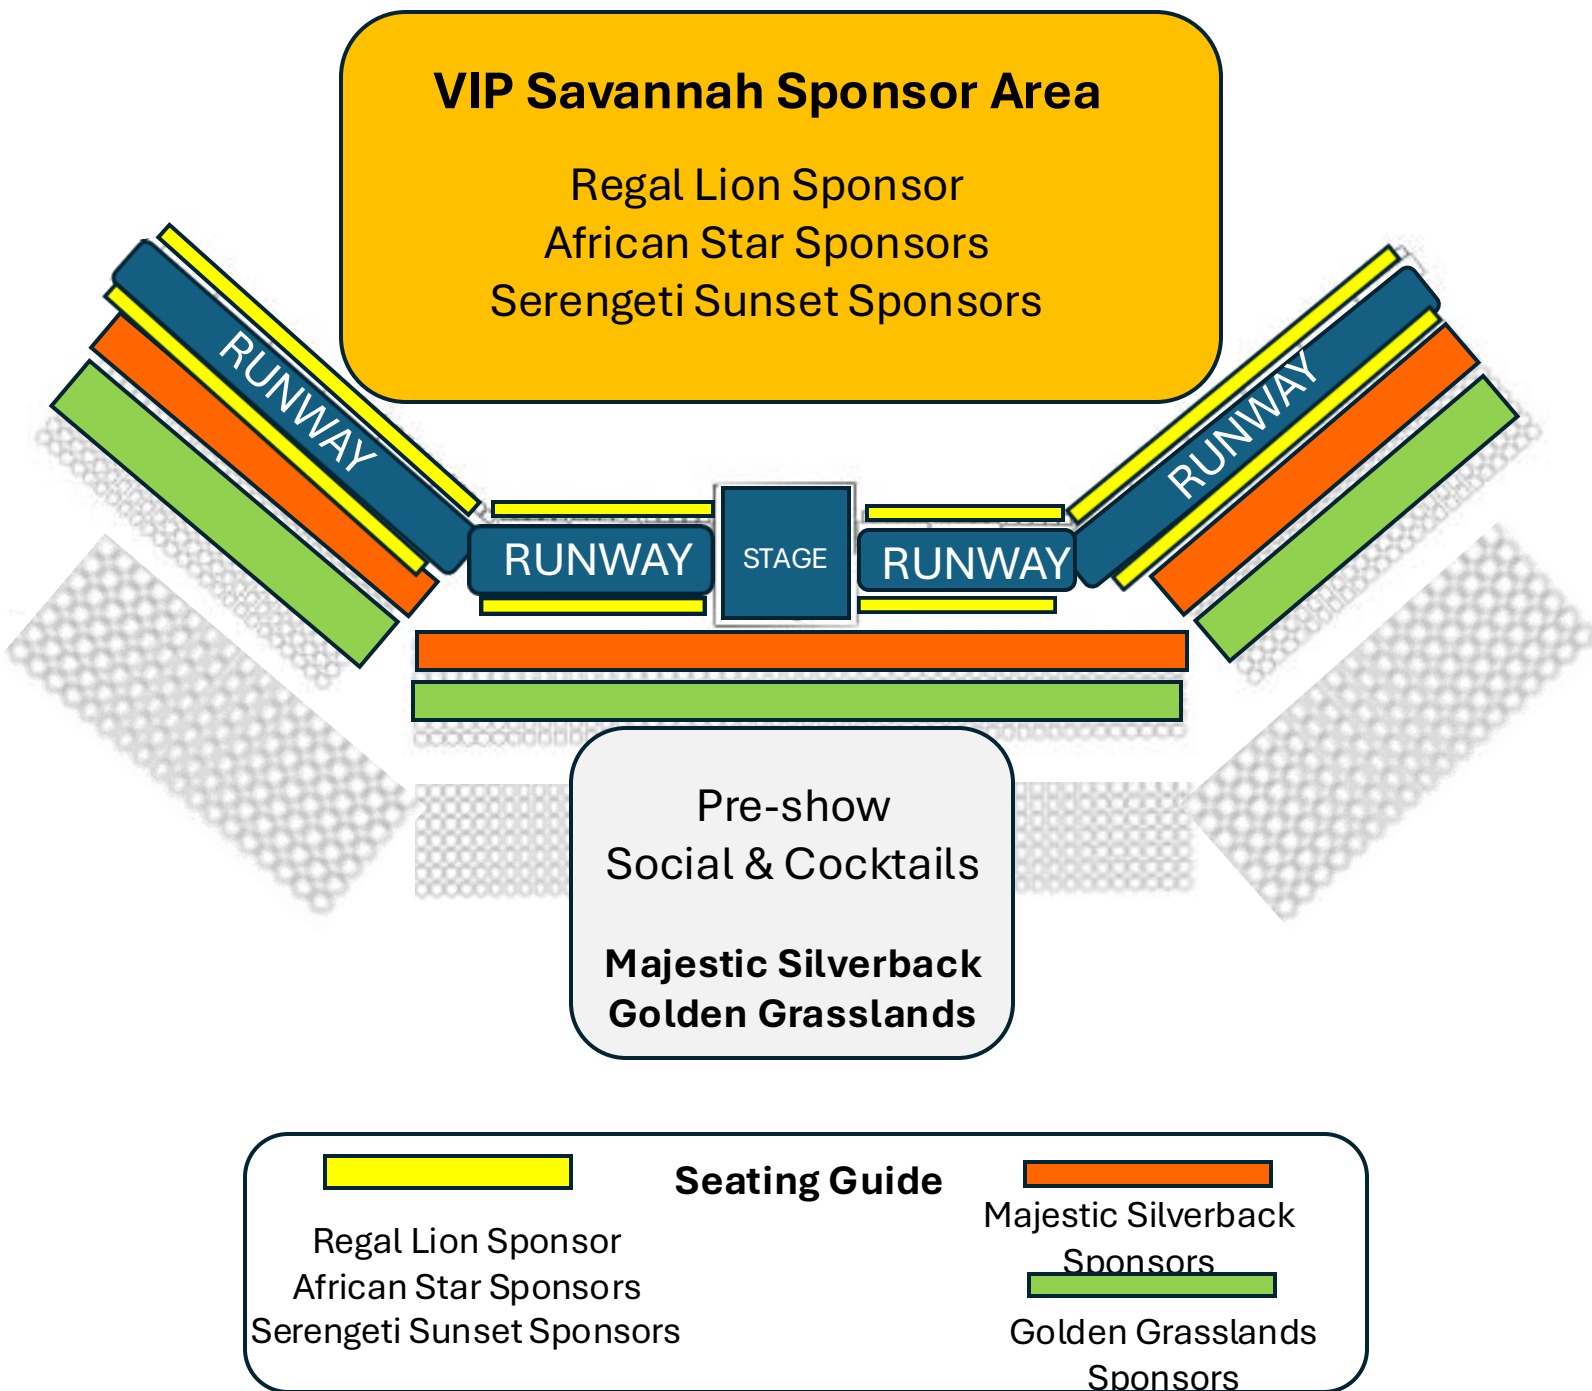 VIP Savannah Sponsor Area
Regal Lion Sponsor
African Star Sponsors
Serengeti Sunset Sponsors
RUNWAY
RUNWAY
RUNWAY
STAGE
RUNWAY
Pre-show
Social & Cocktails
Majestic Silverback
Golden Grasslands
Seating Guide
Regal Lion Sponsor
African Star Sponsors
Serengeti Sunset Sponsors
Majestic Silverback
Sponsors
Golden Grasslands
Sponsors